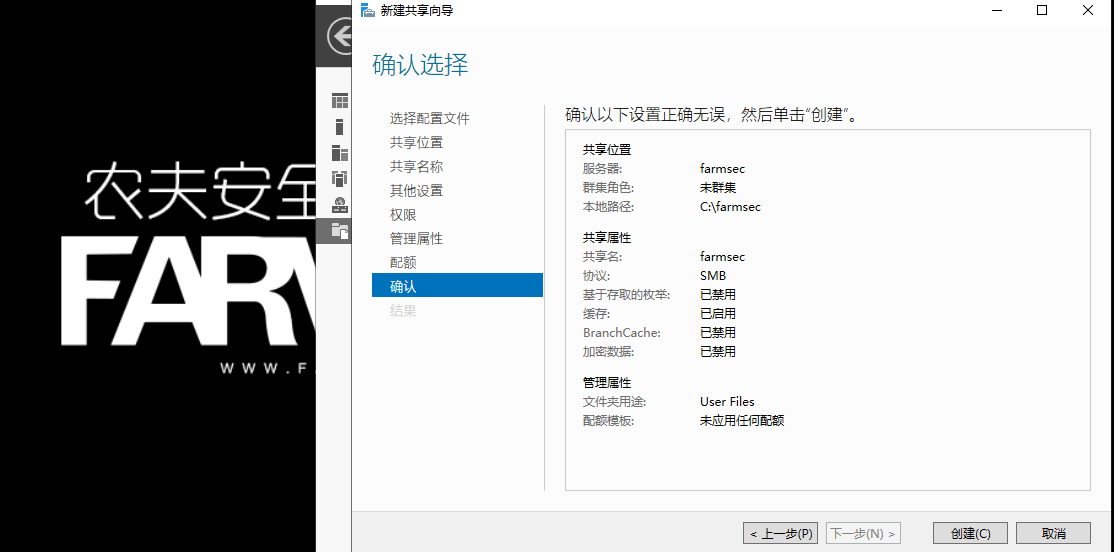 新建共享向导
确认选择
选择配置文件
共享位置
共享名称
其他设置
权限
管理属性
配额
确认
结果
确认以下设置正确无误，然后单击“创建”。
共享位置
服务器: farmsec
群集角色: 未群集
本地路径: C:\farmsec
共享属性
共享名: farmsec
协议: SMB
基于存取的枚举: 已禁用
缓存: 已启用
BranchCache: 已禁用
加密数据: 已禁用
管理属性
文件夹用途: User Files
配额模板: 未应用任何配额
< 上一步(P) 下一步(N) > 创建(C) 取消
农夫安全
FAR
WWW.F